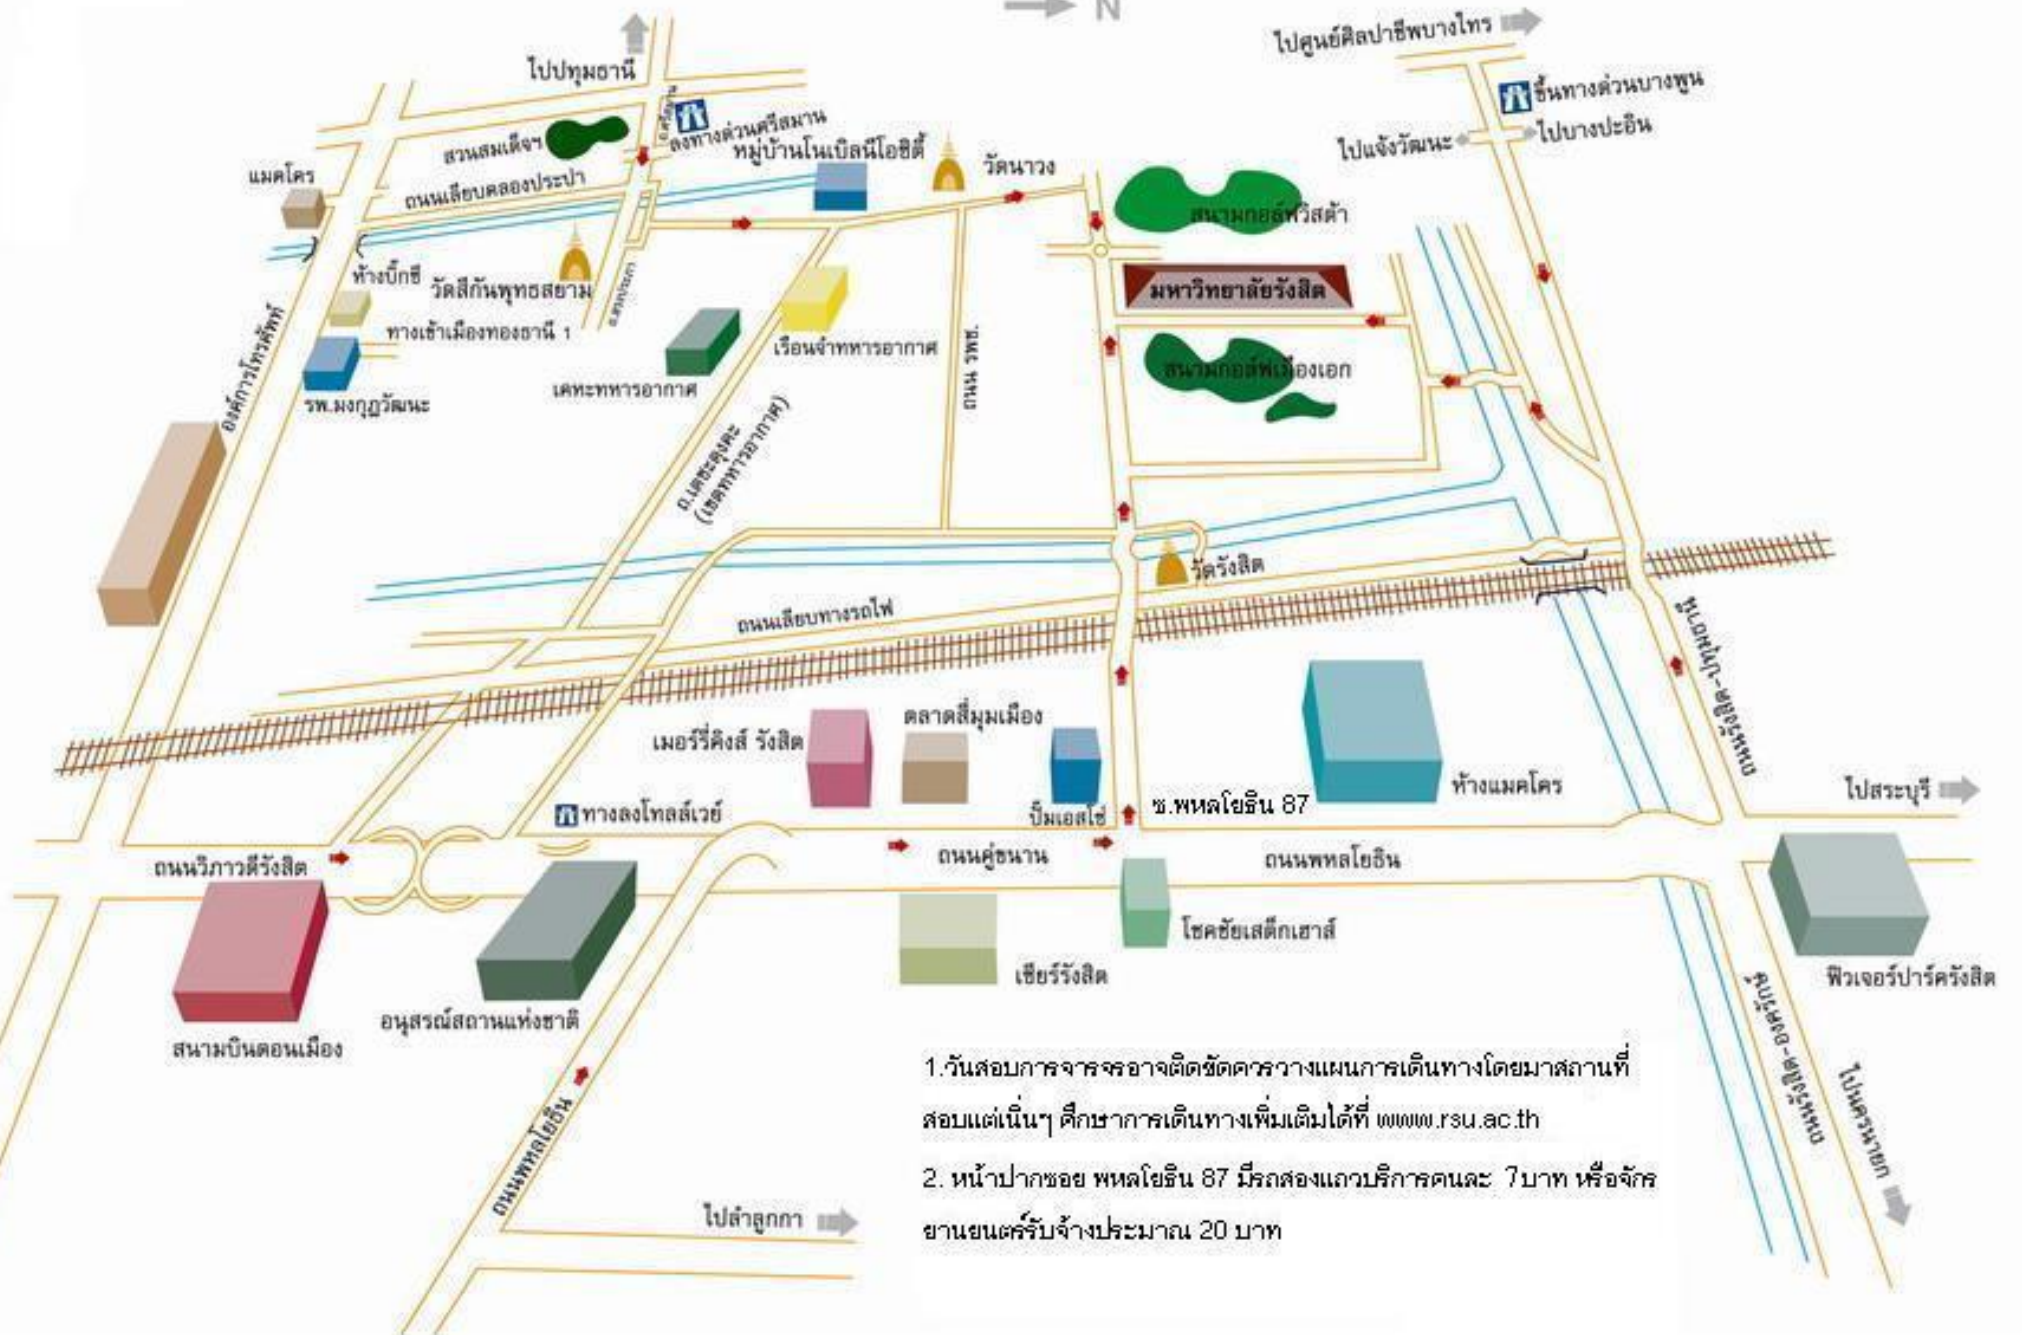 N
ไปศูนย์ศิลปาชีพบางไทร
ไปปทุมธานี
ขึ้นทางด่วนบางพูน
ถ.ศรีสมาน
ลงทางด่วนศรีสมาน
ไปแจ้งวัฒนะ
ไปบางปะอิน
สวนสมเด็จฯ
หมู่บ้านโนเบิลนีโอซิตี้
วัดนาวง
แมคโคร
ถนนเลียบคลองประปา
สนามกอล์ฟวิสต้า
ห้างบิ๊กซี
วัดสีกันพุทธสยาม
มหาวิทยาลัยรังสิต
ทางเข้าเมืองทองธานี 1
ถ.สรงประภา
เรือนจำทหารอากาศ
องค์การโทรศัพท์
เคหะทหารอากาศ
ถนน รพช.
สนามกอล์ฟเมืองเอก
รพ.มงกุฎวัฒนะ
ถ.เดชะตุงคะ
(เขตทหารอากาศ)
วัดรังสิต
ถนนเลียบทางรถไฟ
ถนนรังสิต-ปทุมธานี
เมอร์รี่คิงส์ รังสิต
ตลาดสี่มุมเมือง
ห้างแมคโคร
ไปสระบุรี
ทางลงโทลล์เวย์
ปั๊มเอสโซ่
ซ.พหลโยธิน 87
ถนนวิภาวดีรังสิต
ถนนคู่ขนาน
ถนนพหลโยธิน
โชคชัยเสต็กเฮาส์
เซียร์รังสิต
ฟิวเจอร์ปาร์ครังสิต
อนุสรณ์สถานแห่งชาติ
สนามบินดอนเมือง
ถนนรังสิต-องครักษ์
ไปนครนายก
ถนนพหลโยธิน
ไปลำลูกกา
1.วันสอบการจารจรอาจติดขัดควรวางแผนการเดินทางโดยมาสถานที่
สอบแต่เนิ่นๆ ศึกษาการเดินทางเพิ่มเติมได้ที่ www.rsu.ac.th
2. หน้าปากซอย พหลโยธิน 87 มีรถสองแถวบริการคนละ 7บาท หรือจักร
ยานยนตร์รับจ้างประมาณ 20 บาท